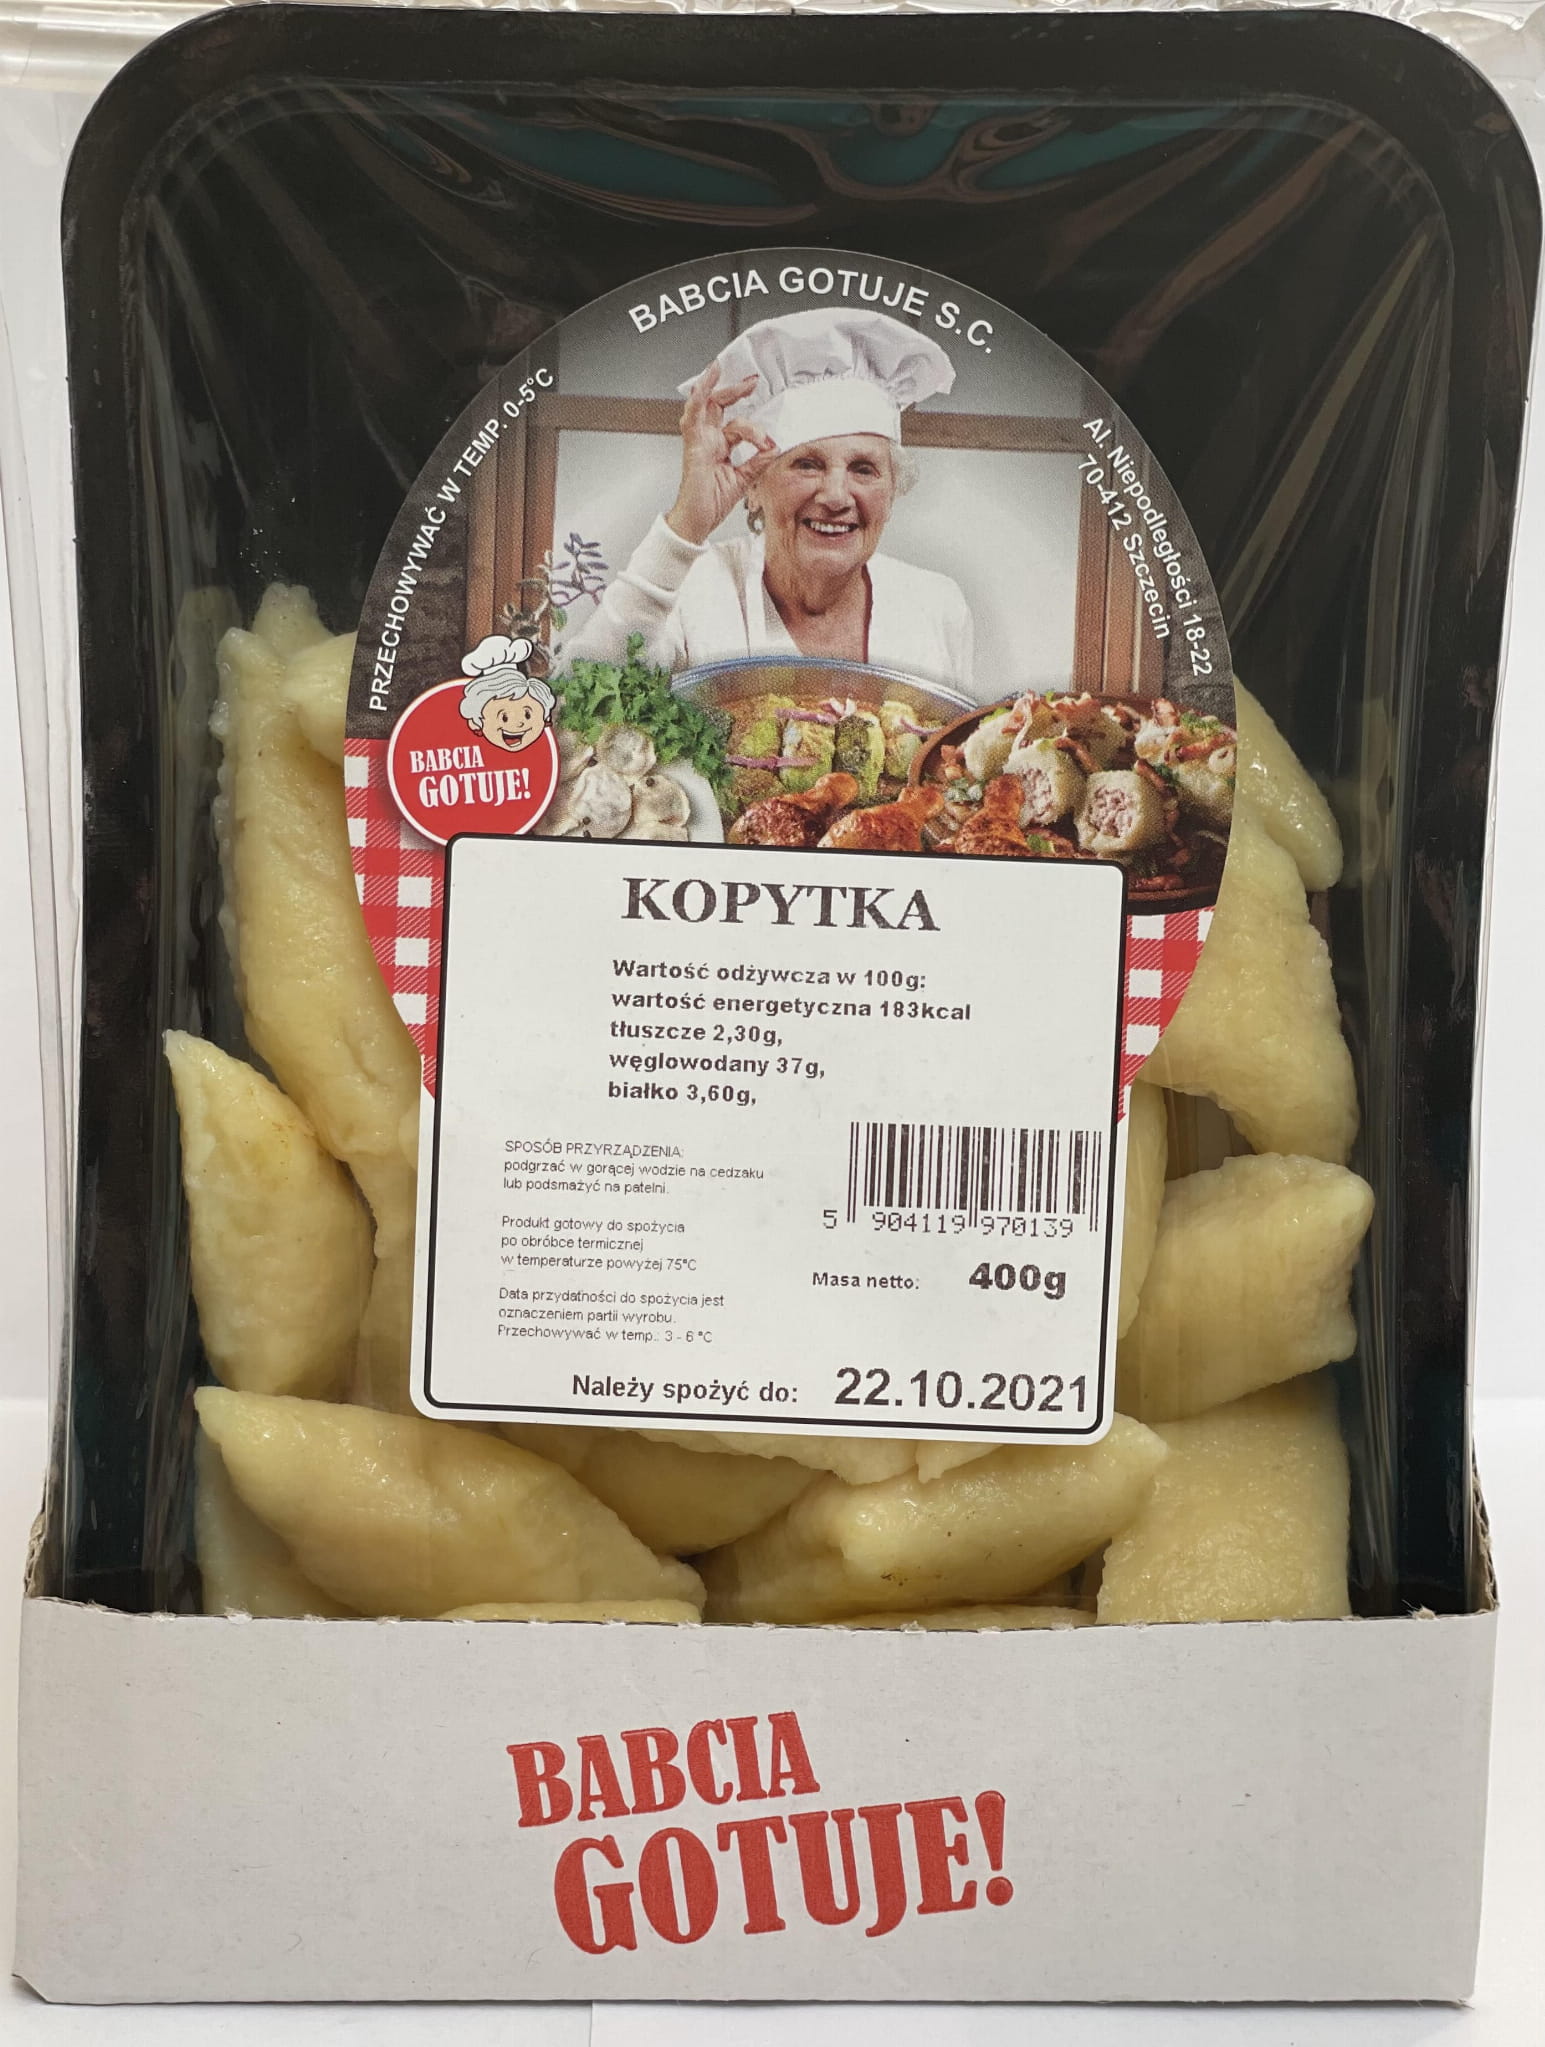 BABCIA GOTUJE S.C.
PRZECHOWYWAĆ W TEMP. 0-5°C
Al. Niepodległości 18-22
70-412 Szczecin
BABCIA
GOTUJE!
KOPYTKA
Wartość odżywcza w 100g:
wartość energetyczna 183kcal
tłuszcze 2,30g,
węglowodany 37g,
białko 3,60g,
SPOSÓB PRZYRZĄDZENIA:
podgrzać w gorącej wodzie na cedzaku
lub podsmażyć na patelni.
Produkt gotowy do spożycia
po obróbce termicznej
w temperaturze powyżej 75°C
Data przydatności do spożycia jest
oznaczeniem partii wyrobu.
Przechowywać w temp.: 3 - 6 °C
5 904119 970139
Masa netto: 400g
Należy spożyć do: 22.10.2021
BABCIA
GOTUJE!